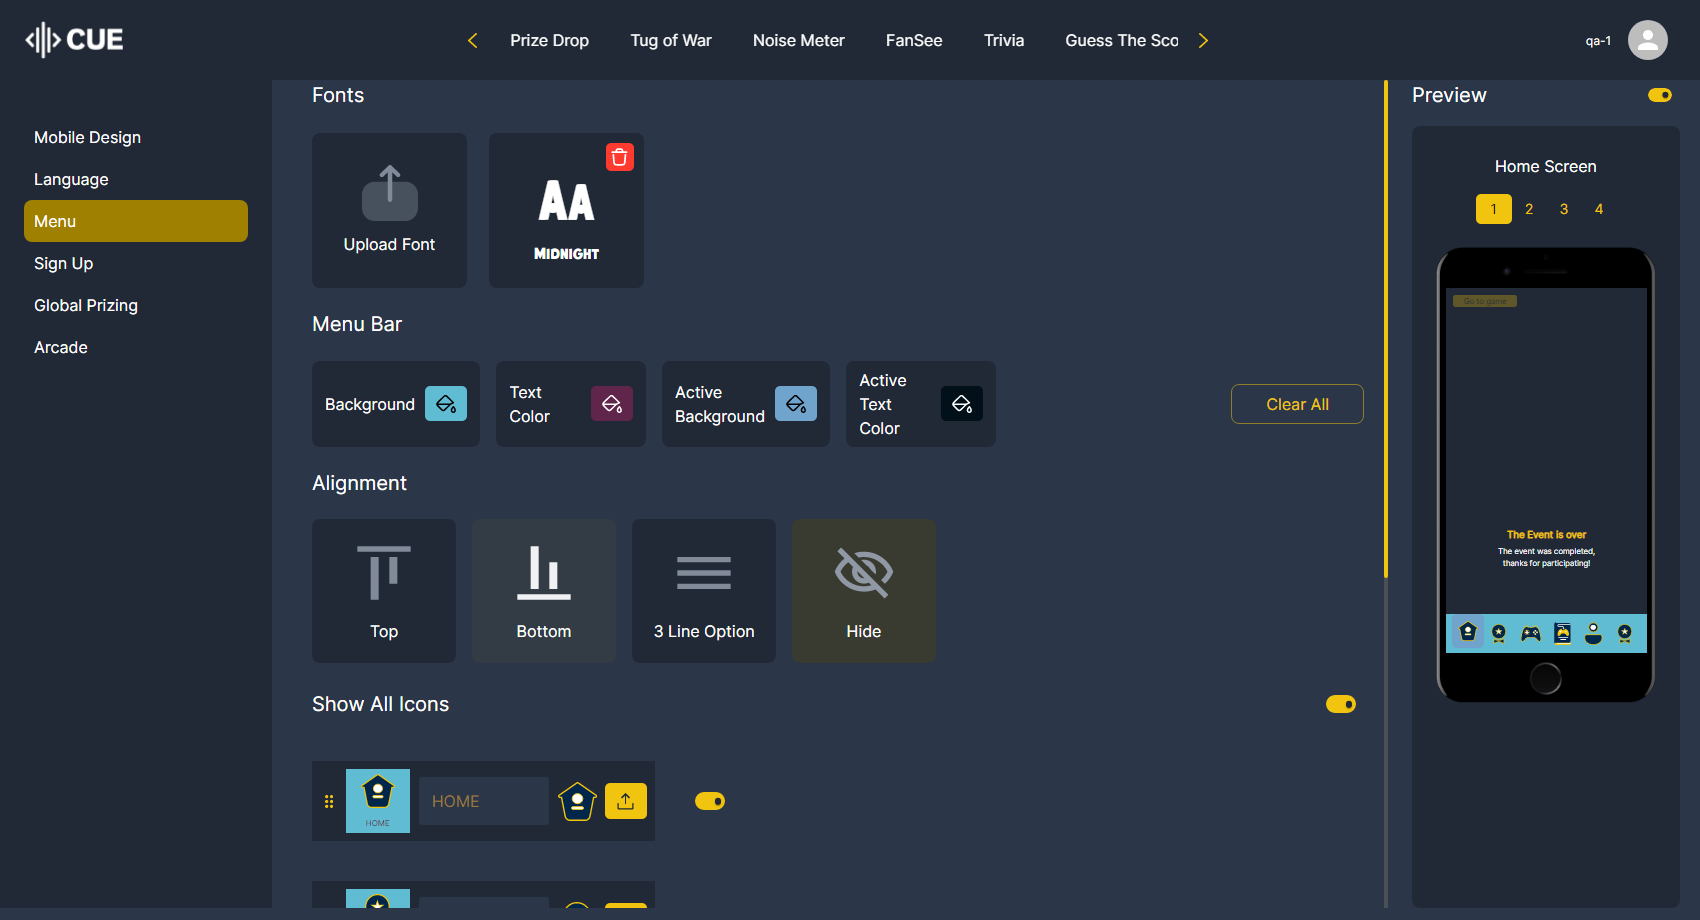 CUE
Prize Drop
Tug of War
Noise Meter
FanSee
Trivia
Guess The Sco
qa-1
Mobile Design
Language
Menu
Sign Up
Global Prizing
Arcade
Fonts
Upload Font
AA
MIDNIGHT
Menu Bar
Background
Text
Color
Active
Background
Active
Text
Color
Clear All
Alignment
Top
Bottom
3 Line Option
Hide
Show All Icons
HOME
HOME
Preview
Home Screen
1 2 3 4
Go to game
The Event is over
The event was completed,
thanks for participating!